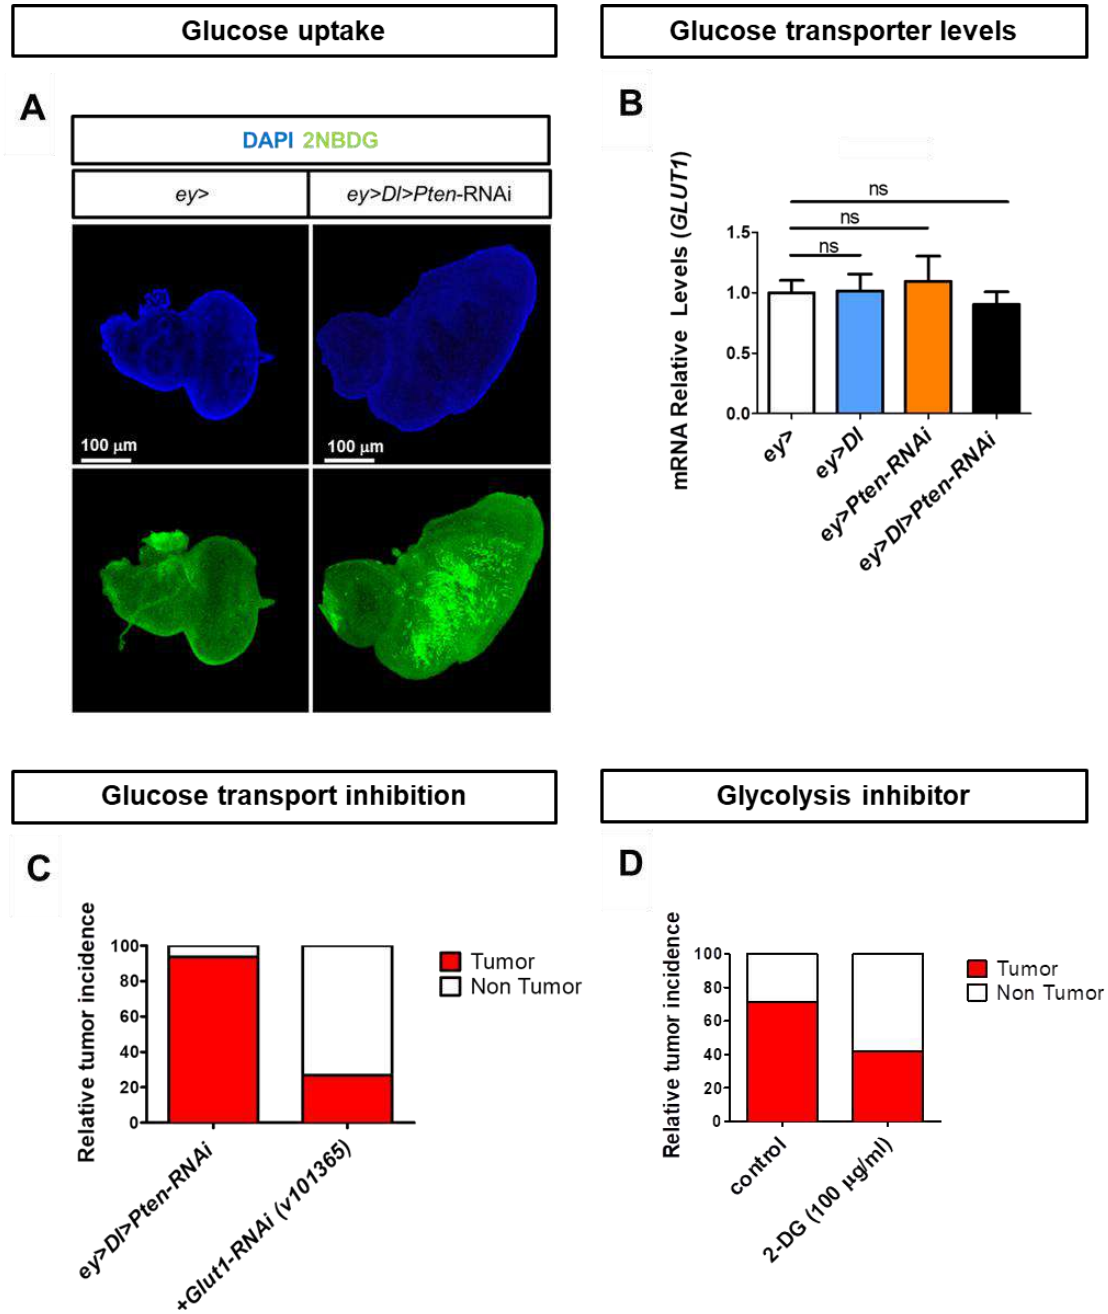 Glucose uptake
Glucose transporter levels
A
DAPI 2NBDG
ey>
ey>Dl>Pten-RNAi
100 µm
100 µm
B
mRNA Relative Levels (GLUT1)
ns
ns
ns
1.5
1.0
0.5
0.0
ey>
ey>Dl
ey>Pten-RNAi
ey>Dl>Pten-RNAi
Glucose transport inhibition
Glycolysis inhibitor
C
Relative tumor incidence
100
80
60
40
20
0
ey>Dl>Pten-RNAi
+Glut1-RNAi (v101365)
Tumor
Non Tumor
D
Relative tumor incidence
100
80
60
40
20
0
control
2-DG (100 µg/ml)
Tumor
Non Tumor